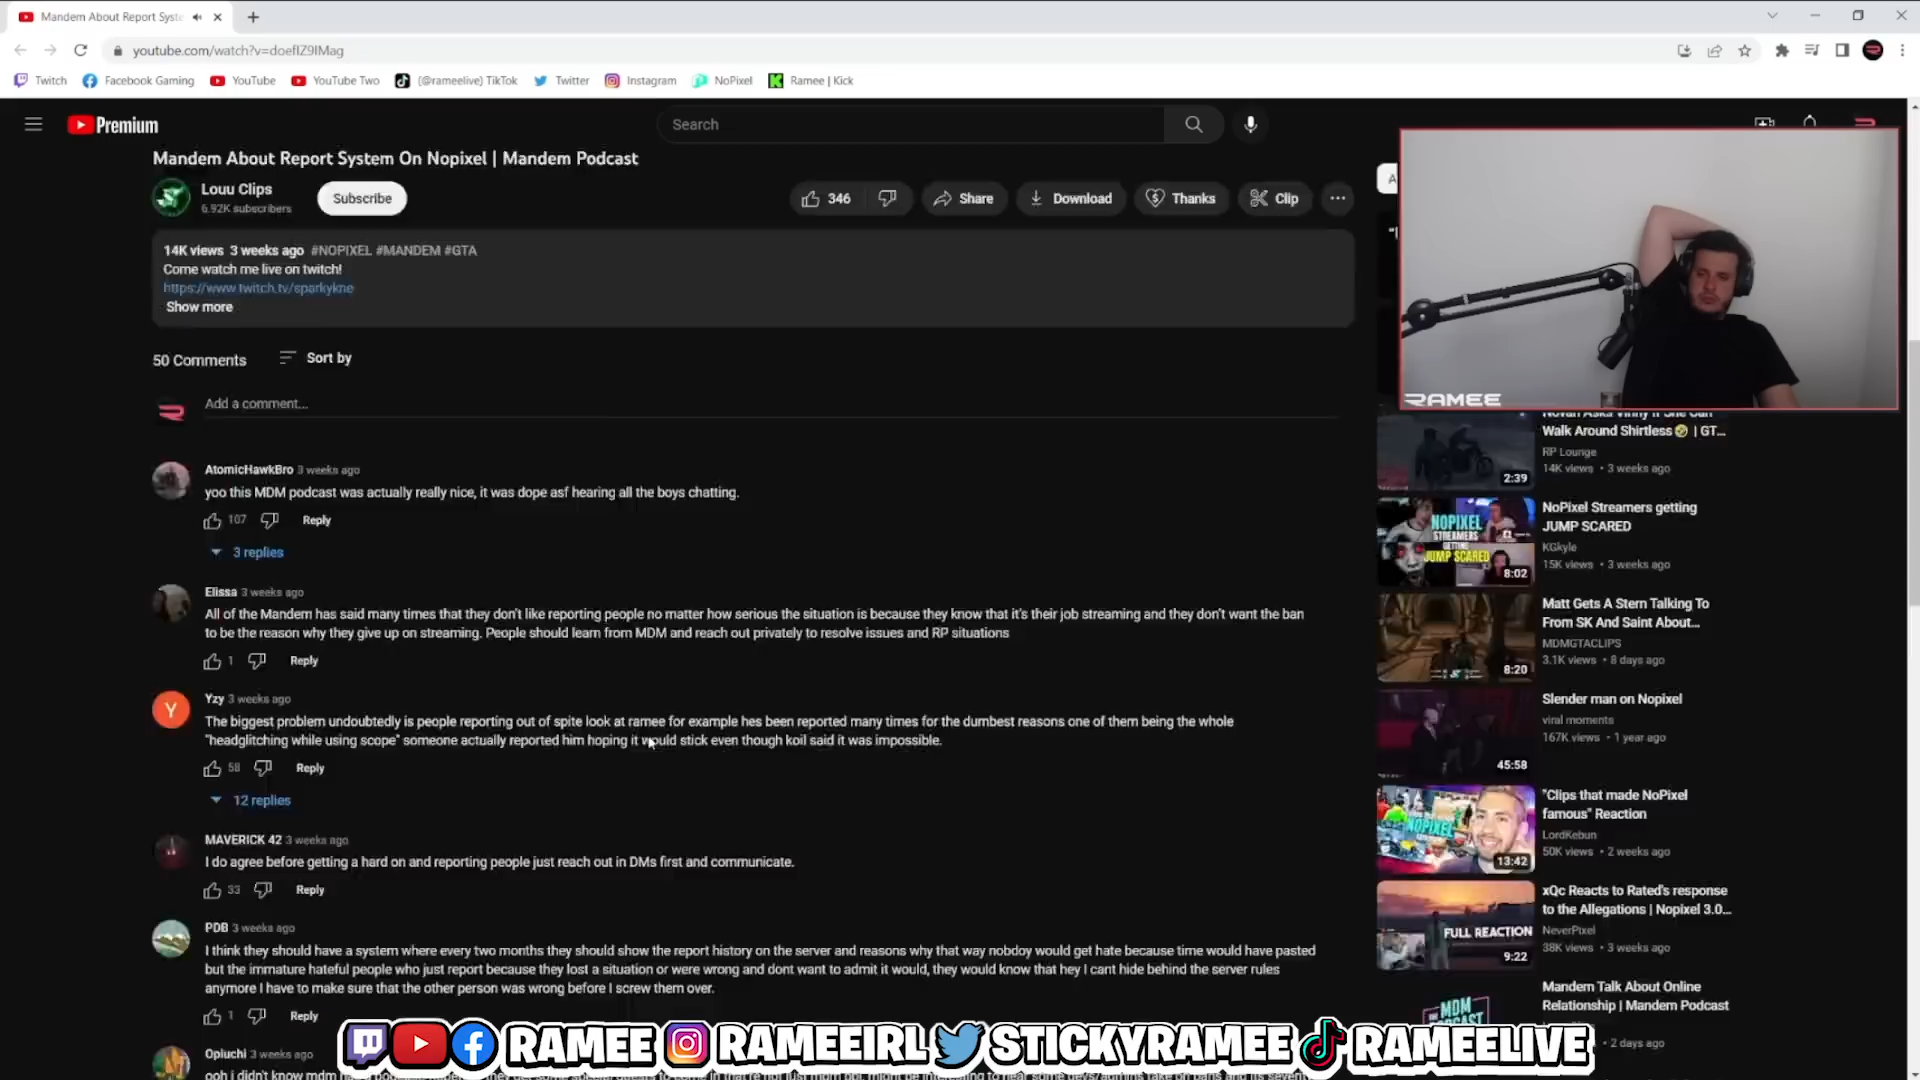 Mandem About Report Syste
youtube.com/watch?v=doefIZ9IMag
Twitch
Facebook Gaming
YouTube
YouTube Two
(@rameelive) TikTok
Twitter
Instagram
NoPixel
Ramee | Kick
Premium
Search
Mandem About Report System On Nopixel | Mandem Podcast
Louu Clips
6.92K subscribers
Subscribe
346
Share
Download
Thanks
Clip
14K views 3 weeks ago #NOPIXEL #MANDEM #GTA
Come watch me live on twitch!
https://www.twitch.tv/sparkykne
Show more
50 Comments
Sort by
Add a comment...
AtomicHawkBro 3 weeks ago
yoo this MDM podcast was actually really nice, it was dope asf hearing all the boys chatting.
107
Reply
3 replies
Elissa 3 weeks ago
All of the Mandem has said many times that they don't like reporting people no matter how serious the situation is because they know that it's their job streaming and they don't want the ban
to be the reason why they give up on streaming. People should learn from MDM and reach out privately to resolve issues and RP situations
1
Reply
Y
Yzy 3 weeks ago
The biggest problem undoubtedly is people reporting out of spite look at ramee for example hes been reported many times for the dumbest reasons one of them being the whole
"headglitching while using scope" someone actually reported him hoping it would stick even though koil said it was impossible.
58
Reply
12 replies
MAVERICK 42 3 weeks ago
I do agree before getting a hard on and reporting people just reach out in DMs first and communicate.
33
Reply
PDB 3 weeks ago
I think they should have a system where every two months they should show the report history on the server and reasons why that way nobdoy would get hate because time would have pasted
but the immature hateful people who just report because they lost a situation or were wrong and dont want to admit it would, they would know that hey I cant hide behind the server rules
anymore I have to make sure that the other person was wrong before I screw them over.
1
Reply
Opiuchi 3 weeks ago
RAMEE
Walk Around Shirtless🤣 | GT...
RP Lounge
14K views • 3 weeks ago
2:39
NOPIXEL
STREAMERS
GETTING
JUMP SCARED
8:02
NoPixel Streamers getting
JUMP SCARED
KGkyle
15K views • 3 weeks ago
8:20
Matt Gets A Stern Talking To
From SK And Saint About...
MDMGTACLIPS
3.1K views • 8 days ago
45:58
Slender man on Nopixel
viral moments
167K views • 1 year ago
NOPIXEL
13:42
"Clips that made NoPixel
famous" Reaction
LordKebun
50K views • 2 weeks ago
FULL REACTION
9:22
xQc Reacts to Rated's response
to the Allegations | Nopixel 3.0...
NeverPixel
38K views • 3 weeks ago
Mandem Talk About Online
Relationship | Mandem Podcast
2 days ago
RAMEE
RAMEEIRL
STICKYRAMEE
RAMEELIVE